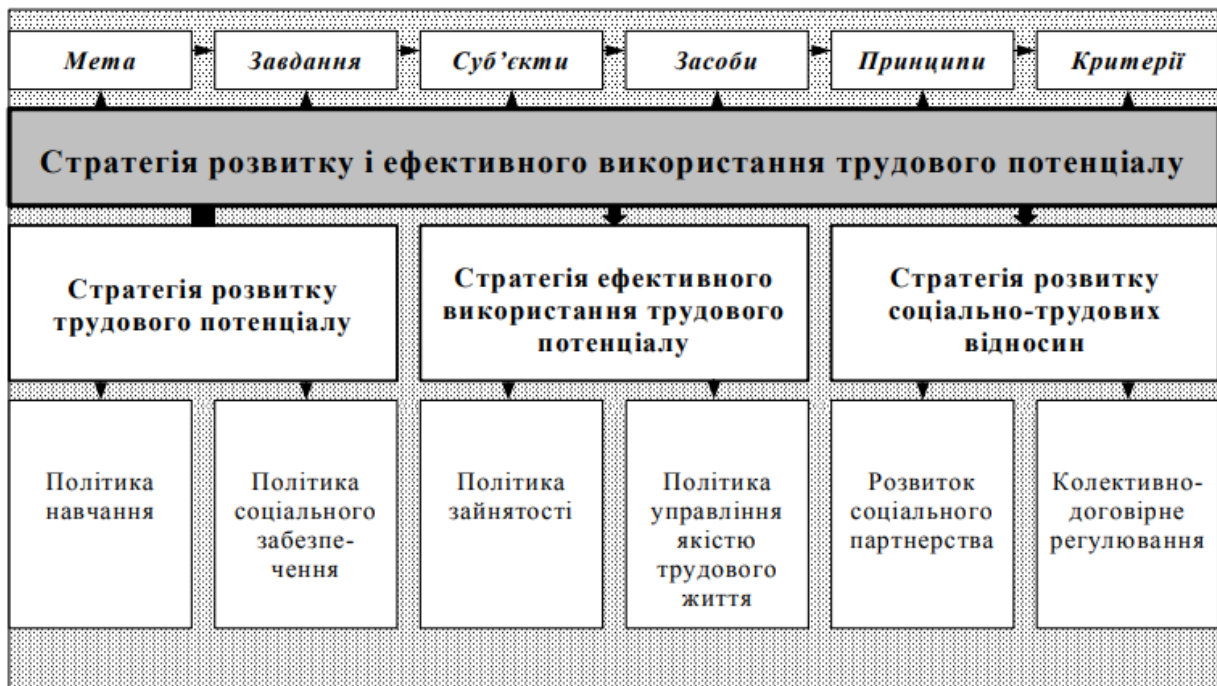 Мета
Завдання
Суб’єкти
Засоби
Принципи
Критерії
Стратегія розвитку і ефективного використання трудового потенціалу
Стратегія розвитку
трудового потенціалу
Стратегія ефективного
використання трудового
потенціалу
Стратегія розвитку
соціально-трудових
відносин
Політика
навчання
Політика
соціального
забезпе-
чення
Політика
зайнятості
Політика
управління
якістю
трудового
життя
Розвиток
соціального
партнерства
Колективно-
договірне
регулювання